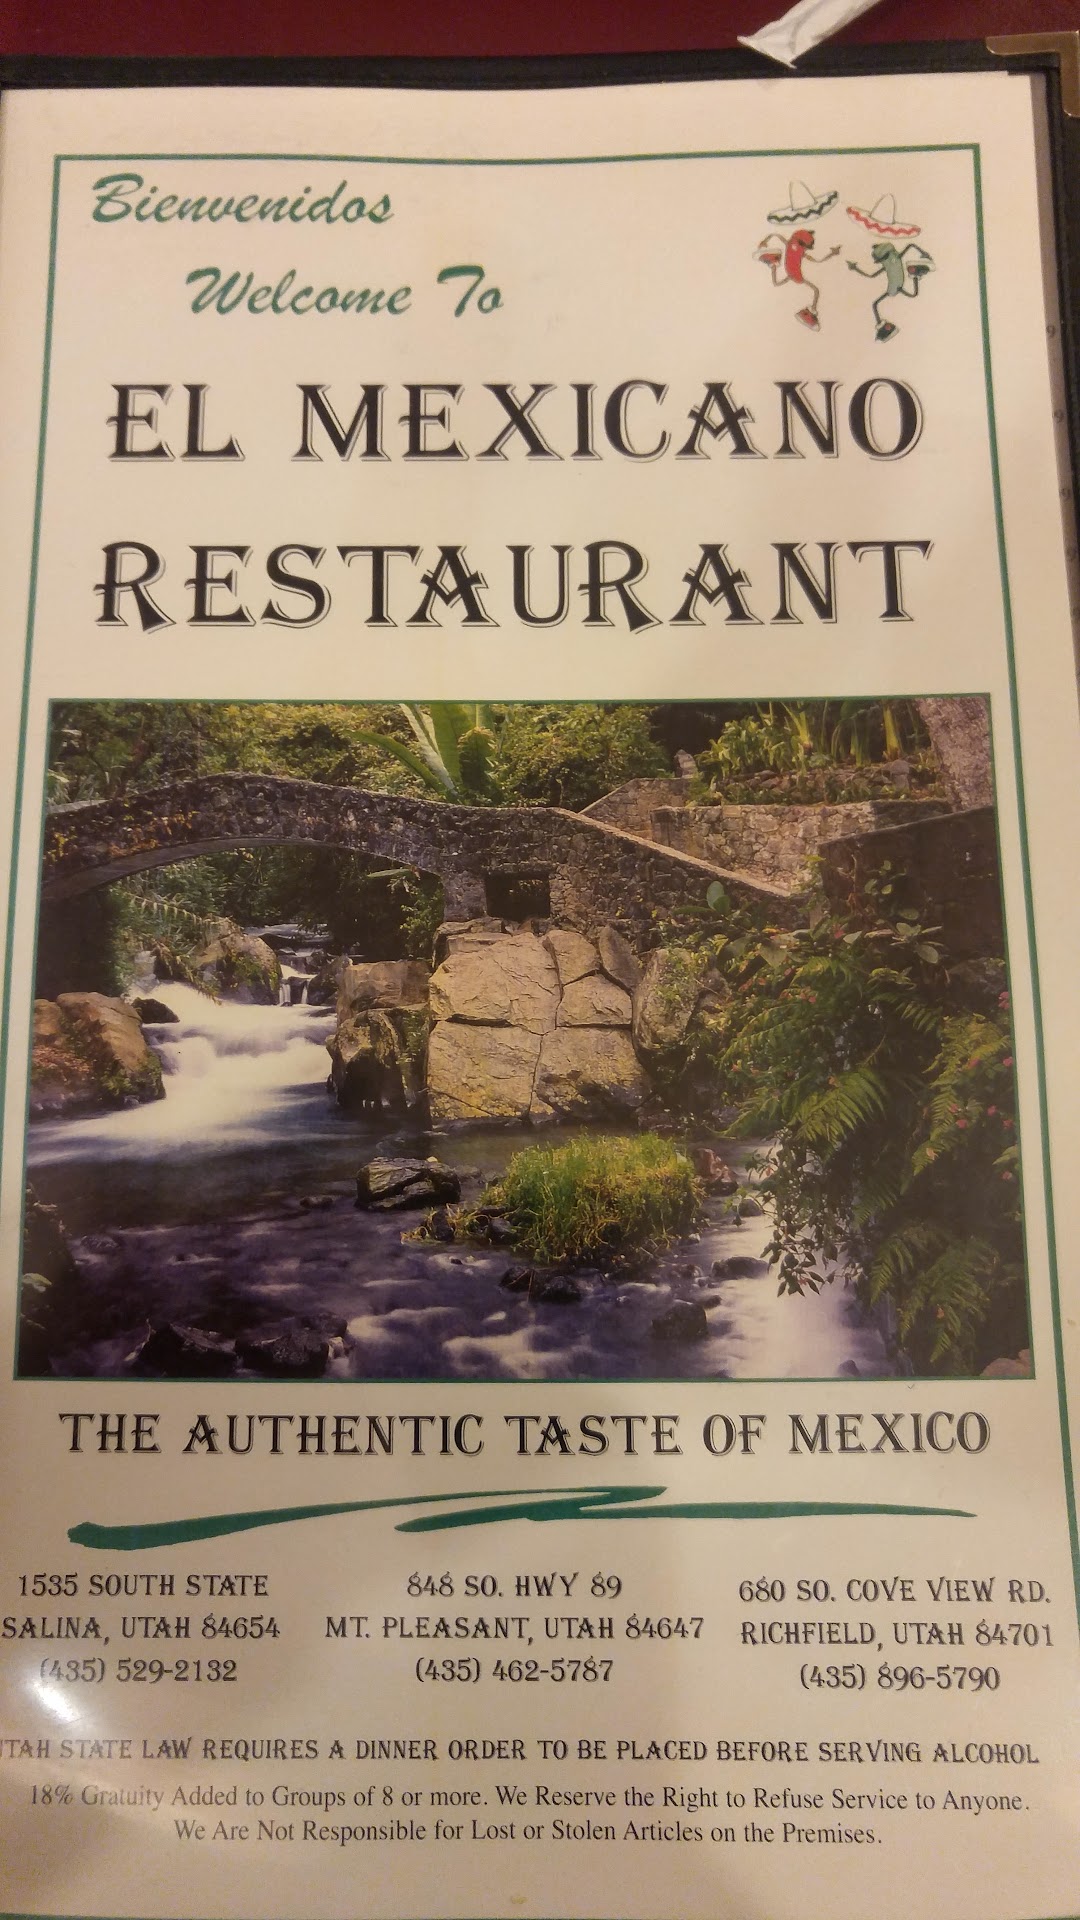 Bienvenidos
Welcome To
EL MEXICANO
RESTAURANT
THE AUTHENTIC TASTE OF MEXICO
1535 SOUTH STATE
SALINA, UTAH 84654
(435) 529-2132
848 SO. HWY 89
MT. PLEASANT, UTAH 84647
(435) 462-5787
680 SO. COVE VIEW RD.
RICHFIELD, UTAH 84701
(435) 896-5790
UTAH STATE LAW REQUIRES A DINNER ORDER TO BE PLACED BEFORE SERVING ALCOHOL
18% Gratuity Added to Groups of 8 or more. We Reserve the Right to Refuse Service to Anyone.
We Are Not Responsible for Lost or Stolen Articles on the Premises.